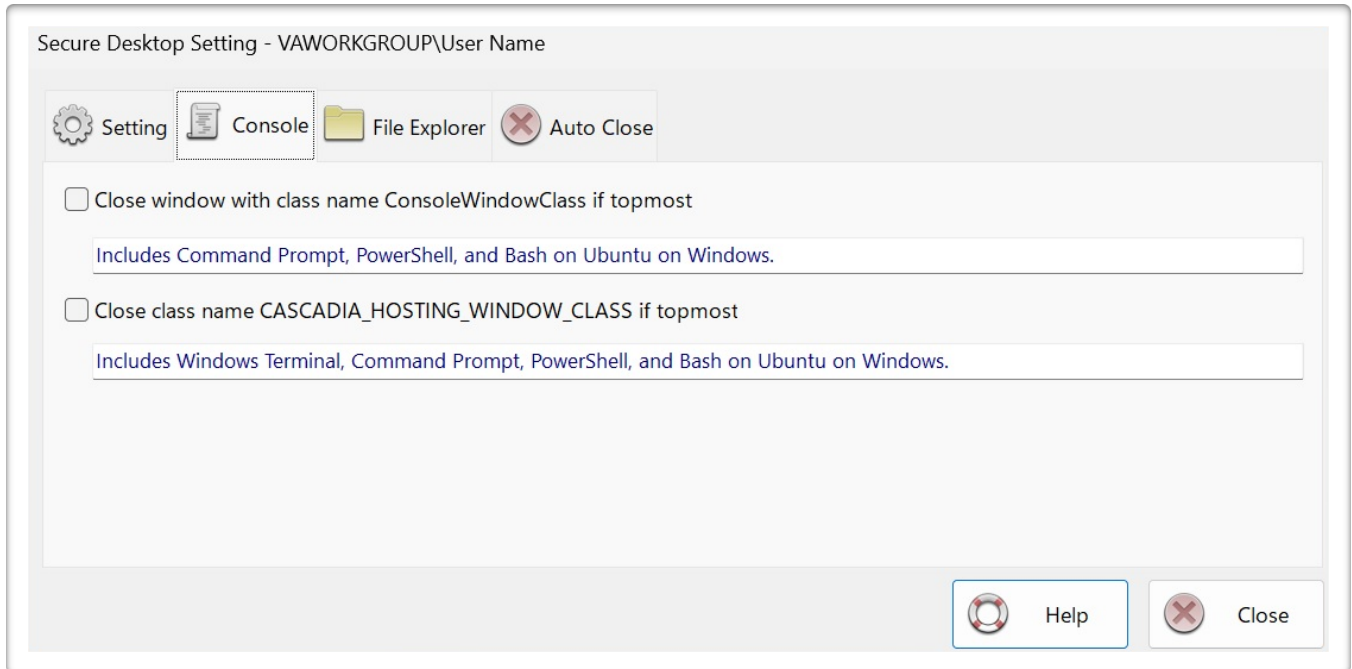 Secure Desktop Setting - VAWORKGROUP\User Name
Setting Console File Explorer Auto Close
Close window with class name ConsoleWindowClass if topmost
Includes Command Prompt, PowerShell, and Bash on Ubuntu on Windows.
Close class name CASCADIA_HOSTING_WINDOW_CLASS if topmost
Includes Windows Terminal, Command Prompt, PowerShell, and Bash on Ubuntu on Windows.
Help Close